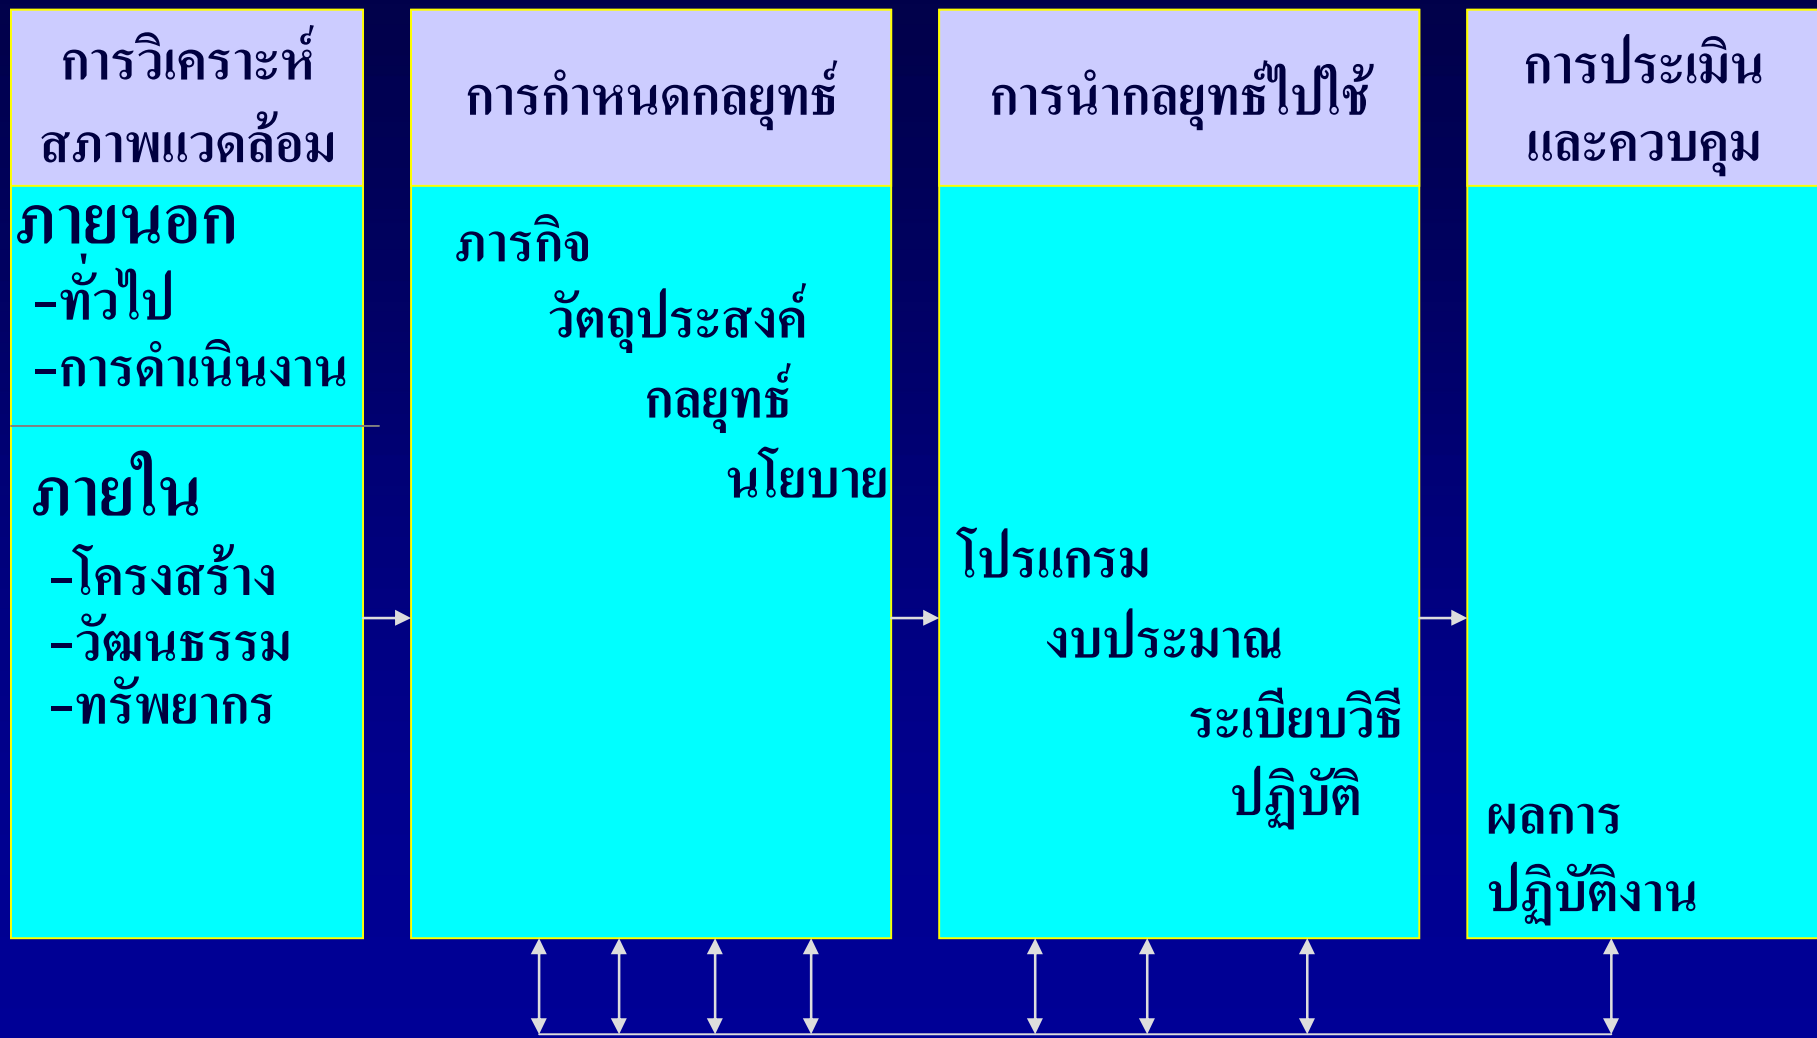 การวิเคราะห์
สภาพแวดล้อม
ภายนอก
-ทั่วไป
-การดำเนินงาน
ภายใน
-โครงสร้าง
-วัฒนธรรม
-ทรัพยากร
การกำหนดกลยุทธ์
ภารกิจ
วัตถุประสงค์
กลยุทธ์
นโยบาย
การนำกลยุทธ์ไปใช้
โปรแกรม
งบประมาณ
ระเบียบวิธี
ปฏิบัติ
การประเมิน
และควบคุม
ผลการ
ปฏิบัติงาน